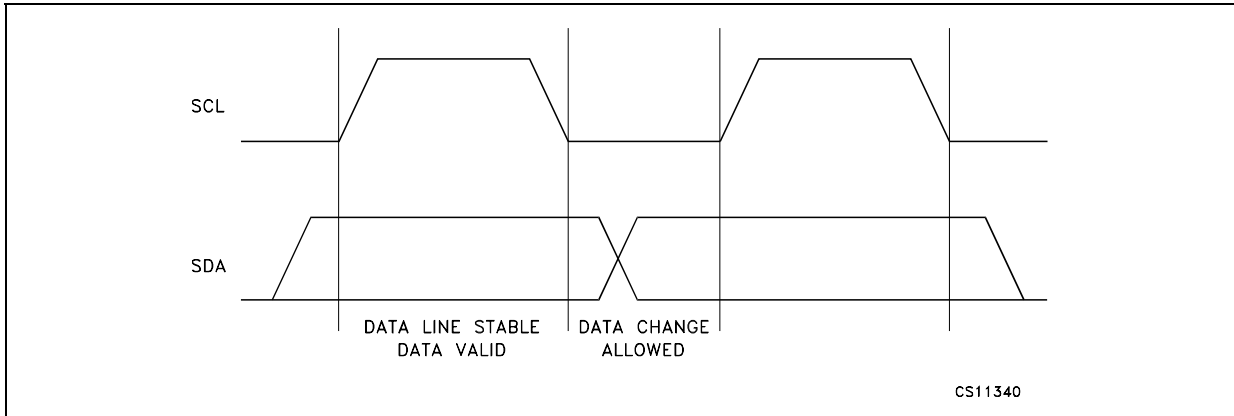 SCL
SDA
DATA LINE STABLE
DATA VALID
DATA CHANGE
ALLOWED
CS11340